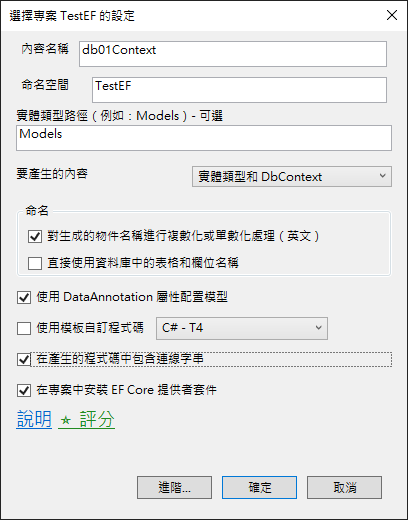 選擇專案 TestEF 的設定
內容名稱 db01Context
命名空間 TestEF
實體類型路徑（例如：Models）- 可選
Models
要產生的內容 實體類型和 DbContext
命名
對生成的物件名稱進行複數化或單數化處理（英文）
直接使用資料庫中的表格和欄位名稱
使用 DataAnnotation 屬性配置模型
使用模板自訂程式碼 C# - T4
在產生的程式碼中包含連線字串
在專案中安裝 EF Core 提供者套件
說明 ★ 評分
進階... 確定 取消